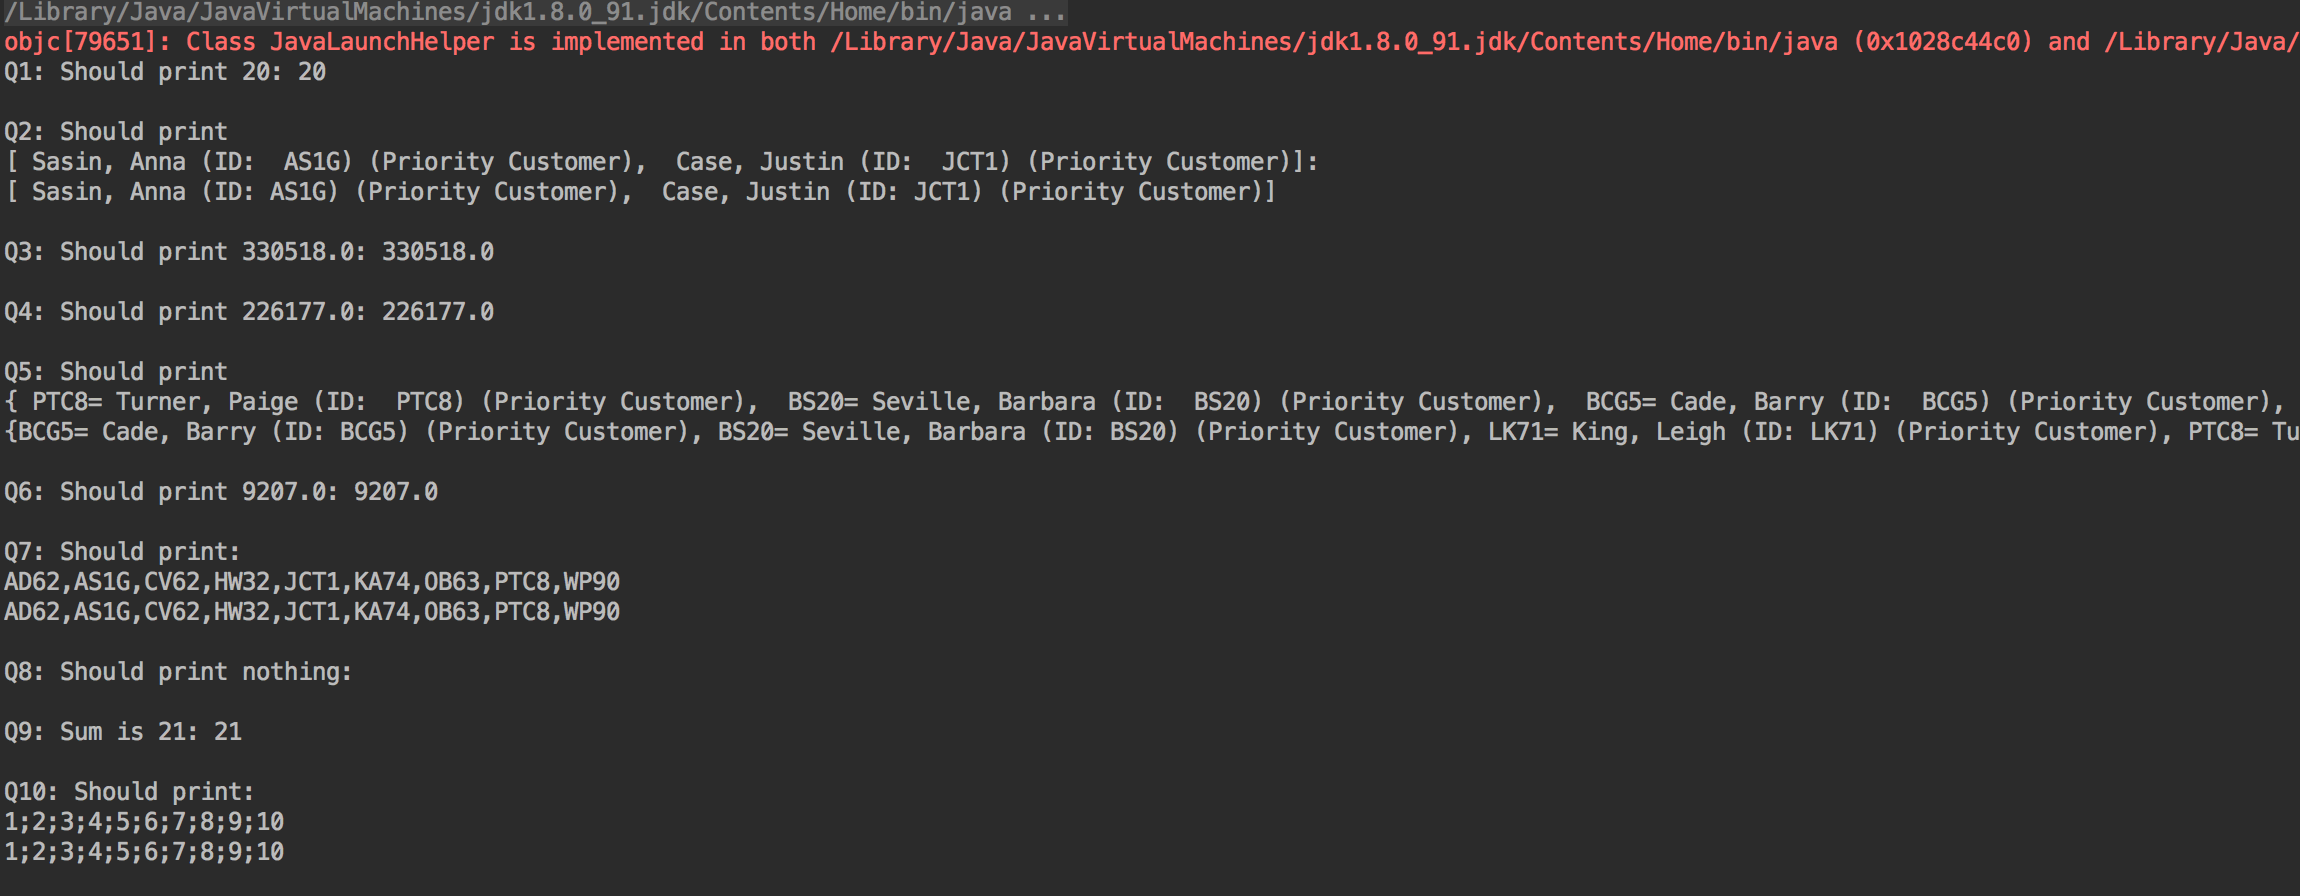 /Library/Java/JavaVirtualMachines/jdk1.8.0_91.jdk/Contents/Home/bin/java ...
objc[79651]: Class JavaLaunchHelper is implemented in both /Library/Java/JavaVirtualMachines/jdk1.8.0_91.jdk/Contents/Home/bin/java (0x1028c44c0) and /Library/Java/
Q1: Should print 20: 20
Q2: Should print
[ Sasin, Anna (ID:  AS1G) (Priority Customer),  Case, Justin (ID:  JCT1) (Priority Customer)]:
[ Sasin, Anna (ID: AS1G) (Priority Customer),  Case, Justin (ID: JCT1) (Priority Customer)]
Q3: Should print 330518.0: 330518.0
Q4: Should print 226177.0: 226177.0
Q5: Should print
{ PTC8= Turner, Paige (ID:  PTC8) (Priority Customer),  BS20= Seville, Barbara (ID:  BS20) (Priority Customer),  BCG5= Cade, Barry (ID:  BCG5) (Priority Customer),
{BCG5= Cade, Barry (ID: BCG5) (Priority Customer), BS20= Seville, Barbara (ID: BS20) (Priority Customer), LK71= King, Leigh (ID: LK71) (Priority Customer), PTC8= Tu
Q6: Should print 9207.0: 9207.0
Q7: Should print:
AD62,AS1G,CV62,HW32,JCT1,KA74,OB63,PTC8,WP90
AD62,AS1G,CV62,HW32,JCT1,KA74,OB63,PTC8,WP90
Q8: Should print nothing:
Q9: Sum is 21: 21
Q10: Should print:
1;2;3;4;5;6;7;8;9;10
1;2;3;4;5;6;7;8;9;10